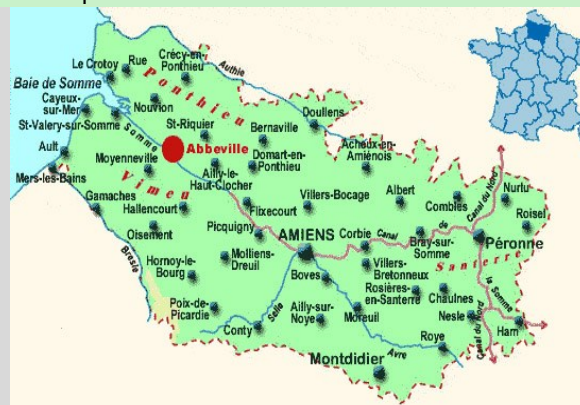 Crécy-en-
Ponthieu
Le Crotoy
Rue
Authie
Baie de Somme
Ponthieu
Cayeux-
sur-Mer
Nouvion
Doullens
St-Valery-sur-Somme
Somme
St-Riquier
Bernaville
Ault
Abbeville
Acheux-en-
Amiénois
Moyenneville
Domart-en-
Ponthieu
Mers-les-Bains
Ailly-le-
Haut-Clocher
Vimeu
Gamaches
Hallencourt
Flixecourt
Villers-Bocage
Albert
Combles
Canal du Nord
Nurlu
Roisel
Oisement
Picquigny
AMIENS
Corbie
Canal
de
Bray-sur-
Somme
Péronne
Bresle
Hornoy-le-
Bourg
Molliens-
Dreuil
Villers-
Bretonneux
Santerre
Boves
Rosières-
en-Santerre
Chaulnes
la Somme
Poix-de-
Picardie
Selle
Ailly-sur-
Noye
Moreuil
Nesle
Ham
Conty
Avre
Roye
Canal du Nord
Montdidier